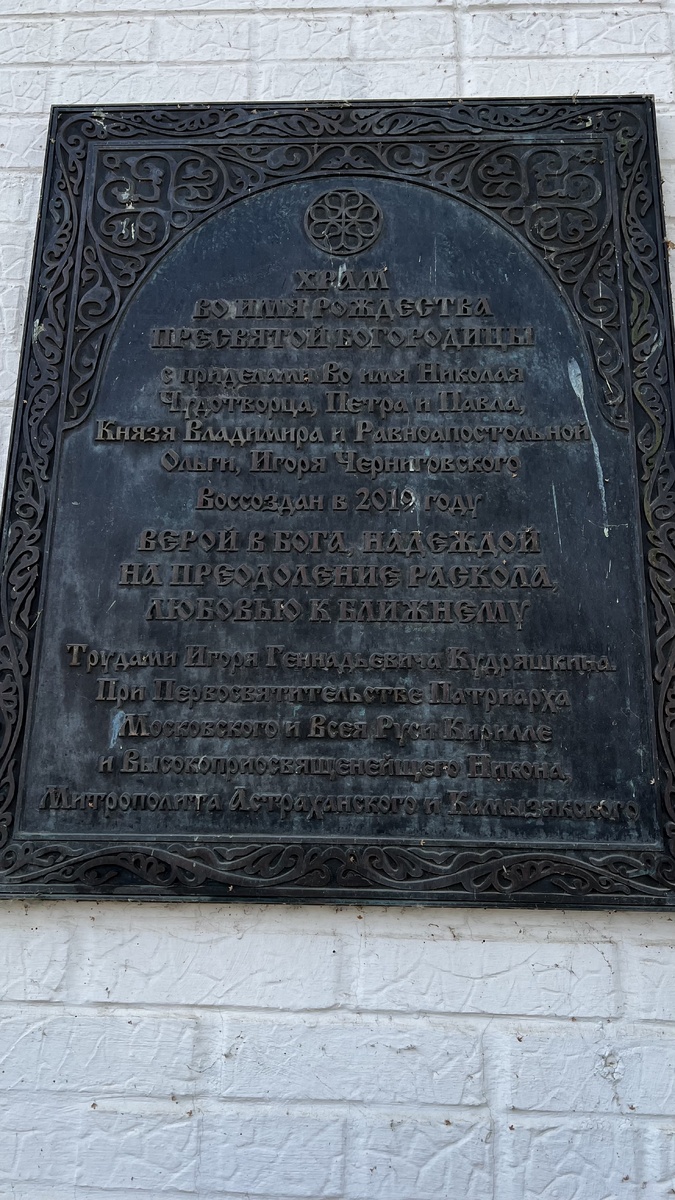 ХРАМ
ВО ИМЯ РОЖДЕСТВА
ПРЕСВЯТОЙ БОГОРОДИЦЫ
с приделами Во имя Николая
Чудотворца, Петра и Павла,
Князя Владимира и Равноапостольной
Ольги, Игоря Черниговского
Воссоздан в 2019 году
ВЕРОЙ В БОГА, НАДЕЖДОЙ
НА ПРЕОДОЛЕНИЕ РАСКОЛА,
ЛЮБОВЬЮ К БЛИЖНЕМУ
Трудами Игоря Геннадьевича Кудряшкина.
При Первосвятительстве Патриарха
Московского и Всея Руси Кирилле
и Высокоприосвященейщего Никона,
Митрополита Астраханского и Камызякского